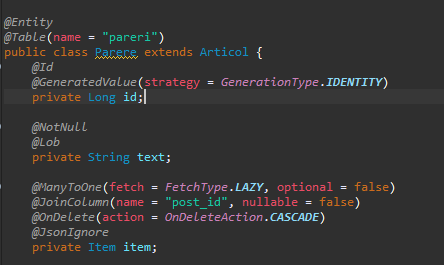 @Entity
@Table(name = "pareri")
public class Parere extends Articol {
@Id
@GeneratedValue(strategy = GenerationType.IDENTITY)
private Long id;
@NotNull
@Lob
private String text;
@ManyToOne(fetch = FetchType.LAZY, optional = false)
@JoinColumn(name = "post_id", nullable = false)
@OnDelete(action = OnDeleteAction.CASCADE)
@JsonIgnore
private Item item;